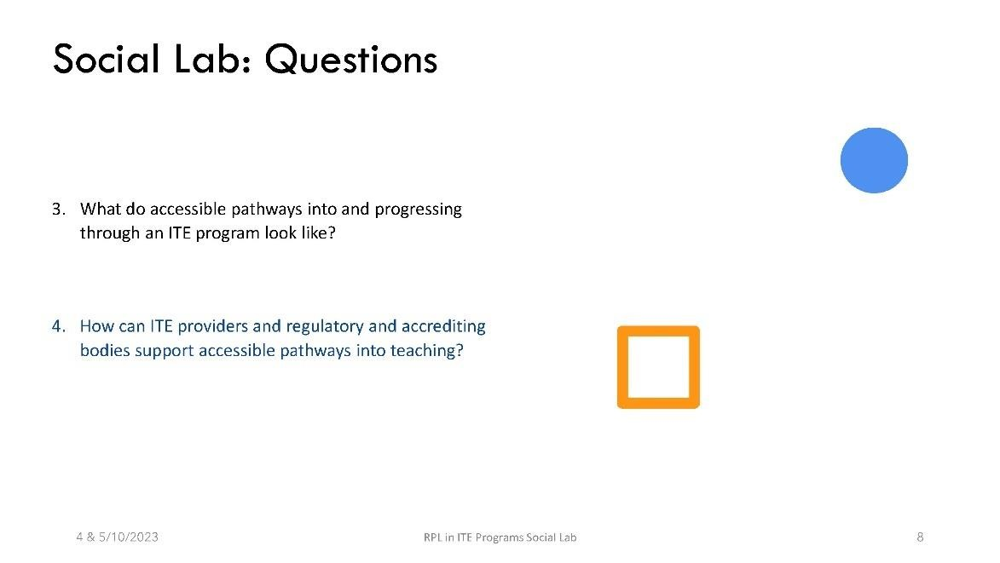 Social Lab: Questions
3. What do accessible pathways into and progressing
through an ITE program look like?
4. How can ITE providers and regulatory and accrediting
bodies support accessible pathways into teaching?
4 & 5/10/2023
RPL in ITE Programs Social Lab
8